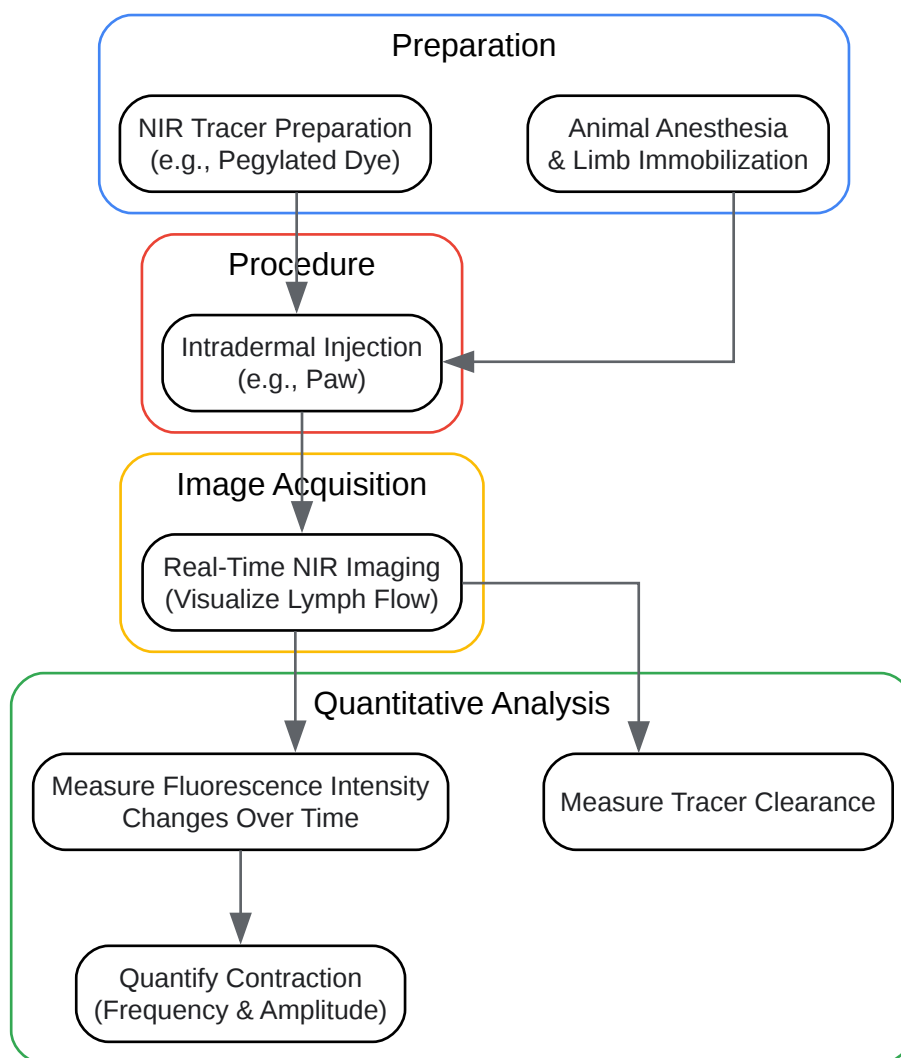 Preparation
NIR Tracer Preparation
(e.g., Pegylated Dye)
Animal Anesthesia
& Limb Immobilization
Procedure
Intradermal Injection
(e.g., Paw)
Image Acquisition
Real-Time NIR Imaging
(Visualize Lymph Flow)
Quantitative Analysis
Measure Fluorescence Intensity
Changes Over Time
Measure Tracer Clearance
Quantify Contraction
(Frequency & Amplitude)